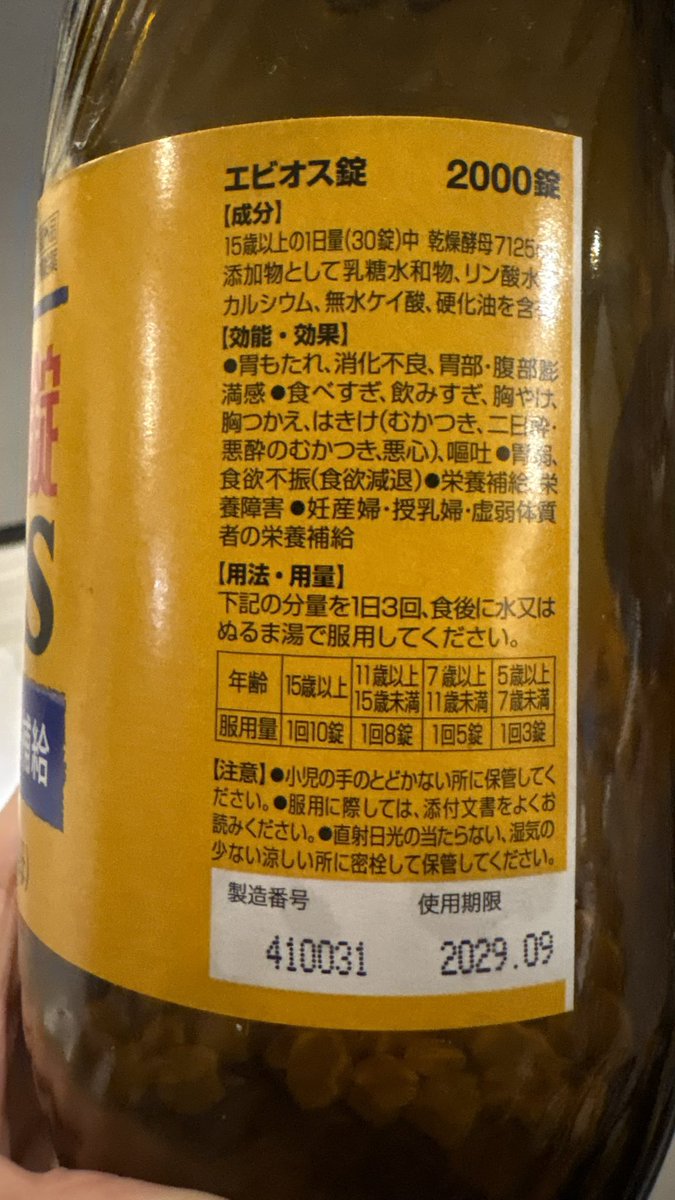 エビオス錠 2000錠
【成分】
15歳以上の1日量(30錠)中 乾燥酵母7125
添加物として乳糖水和物、リン酸水
カルシウム、無水ケイ酸、硬化油を含
【効能・効果】
●胃もたれ、消化不良、胃部・腹部膨
満感 ●食べすぎ、飲みすぎ、胸やけ、
胸つかえ、はきけ(むかつき、二日酔・
悪酔のむかつき、悪心)、嘔吐 ●胃弱、
食欲不振(食欲減退) ●栄養補給、栄
養障害 ●妊産婦・授乳婦・虚弱体質
者の栄養補給
【用法・用量】
下記の分量を1日3回、食後に水又は
ぬるま湯で服用してください。
年齢 15歳以上 11歳以上15歳未満 7歳以上11歳未満 5歳以上7歳未満
服用量 1回10錠 1回8錠 1回5錠 1回3錠
【注意】●小児の手のとどかない所に保管してく
ださい。●服用に際しては、添付文書をよくお
読みください。●直射日光の当たらない、湿気の
少ない涼しい所に密栓して保管してください。
製造番号 使用期限
410031 2029.09
錠
S
給